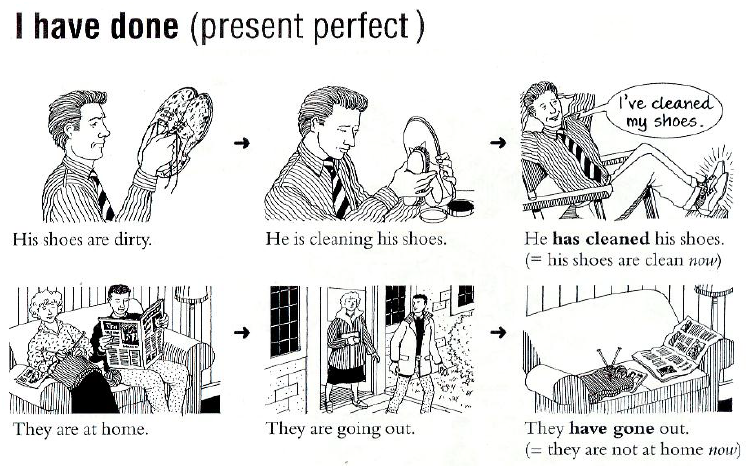 I have done (present perfect)
I've cleaned
my shoes.
His shoes are dirty.
He is cleaning his shoes.
He has cleaned his shoes.
(= his shoes are clean now)
They are at home.
They are going out.
They have gone out.
(= they are not at home now)